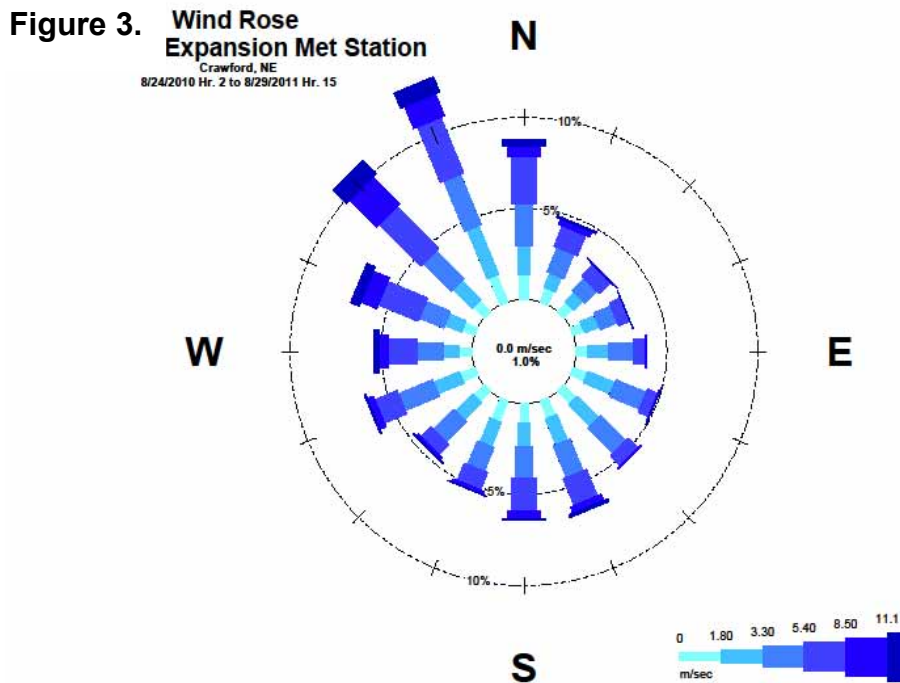 Figure 3.
Wind Rose
Expansion Met Station
Crawford, NE
8/24/2010 Hr. 2 to 8/29/2011 Hr. 15
N
10%
5%
W
0.0 m/sec
1.0%
E
5%
10%
S
0 1.80 3.30 5.40 8.50 11.1
m/sec